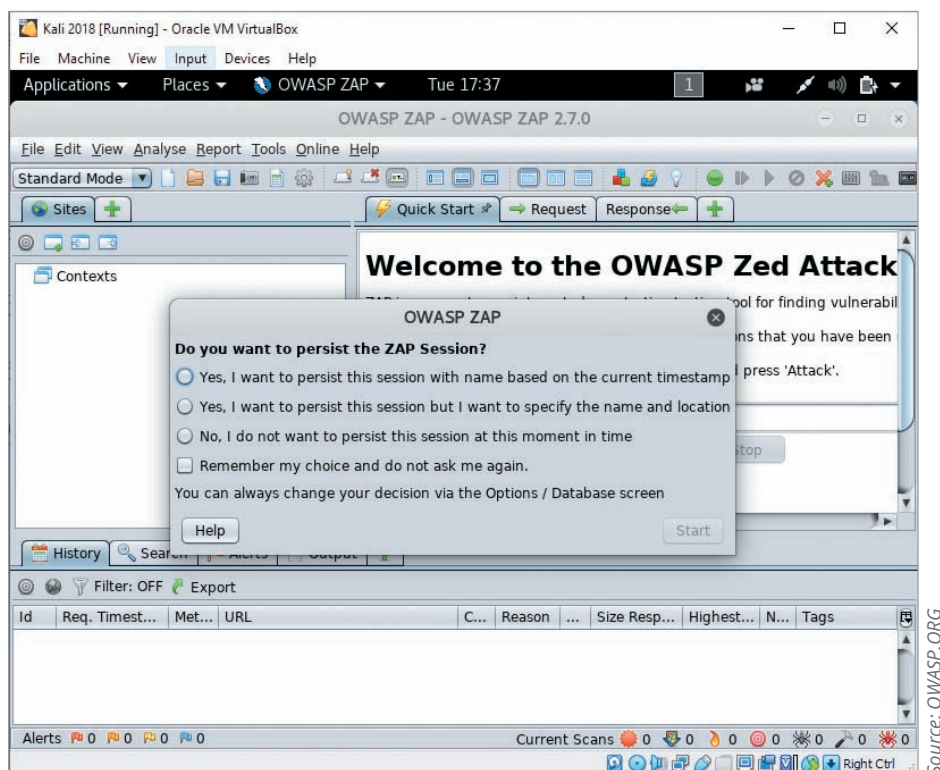 Kali 2018 [Running] - Oracle VM VirtualBox
File Machine View Input Devices Help
Applications Places OWASP ZAP Tue 17:37 1
OWASP ZAP - OWASP ZAP 2.7.0
File Edit View Analyse Report Tools Online Help
Standard Mode
Sites Quick Start Request Response
Contexts
Welcome to the OWASP Zed Attack
ool for finding vulnerabil
ns that you have been
press 'Attack'.
OWASP ZAP
Do you want to persist the ZAP Session?
Yes, I want to persist this session with name based on the current timestamp
Yes, I want to persist this session but I want to specify the name and location
No, I do not want to persist this session at this moment in time
Remember my choice and do not ask me again.
You can always change your decision via the Options / Database screen
Help Start
Stop
History
Filter: OFF Export
Id Req. Timest... Met... URL C... Reason ... Size Resp... Highest... N... Tags
Alerts 0 0 0 0 Current Scans 0 0 0 0 0 0 0
Right Ctrl
Source: OWASP.ORG